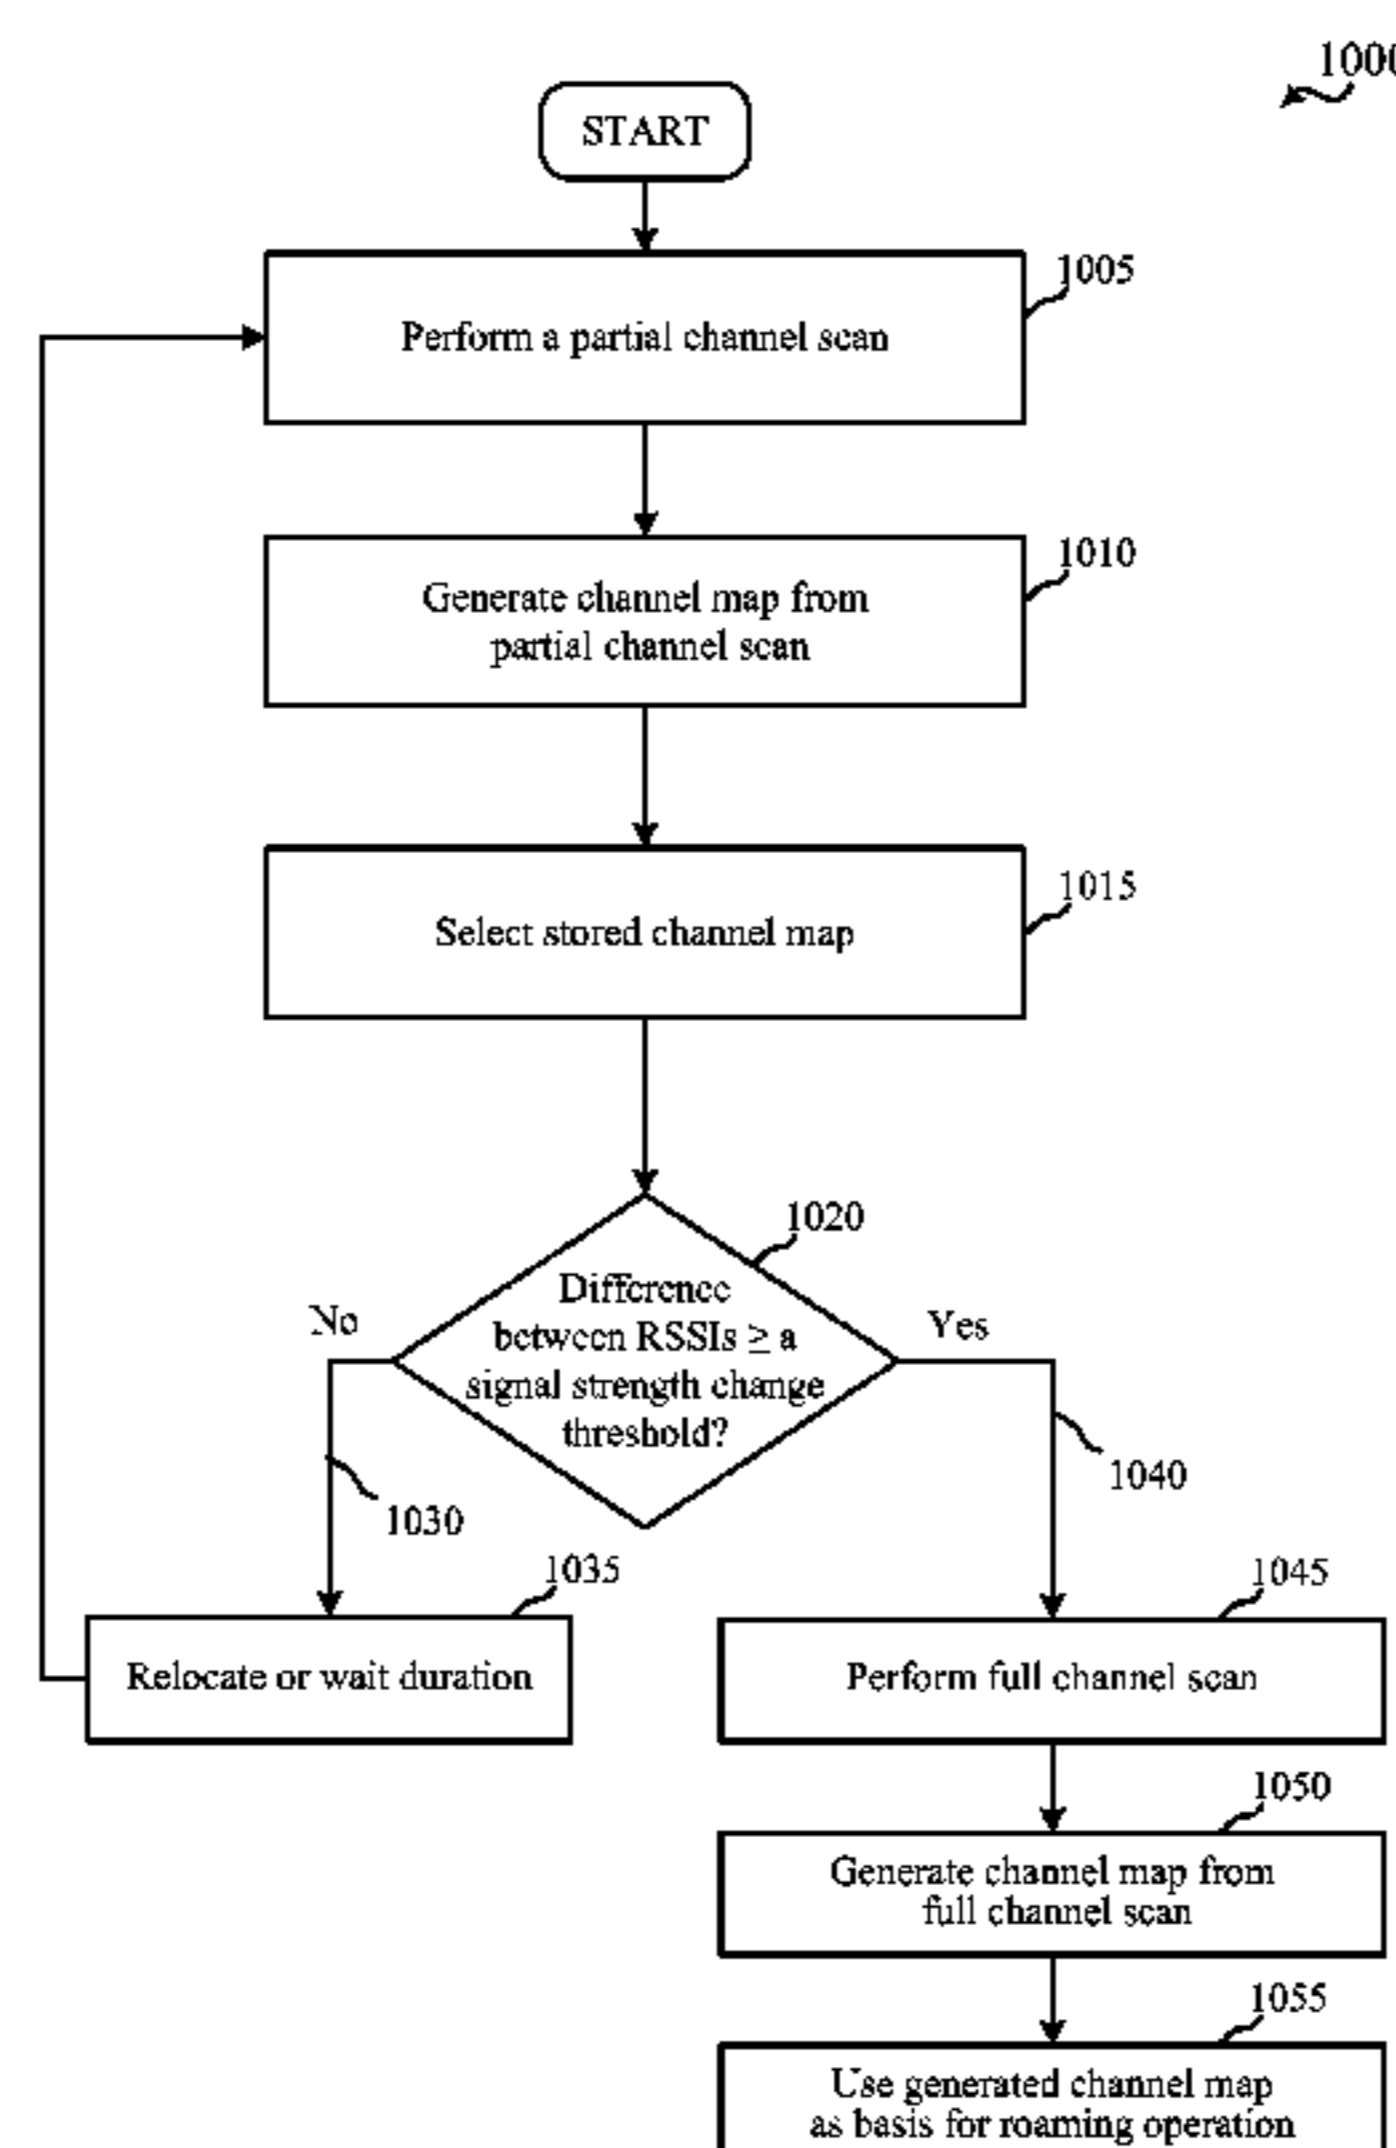 1000
START
1005
Perform a partial channel scan
1010
Generate channel map from
partial channel scan
1015
Select stored channel map
1020
Difference
between RSSIs ≥ a
signal strength change
threshold?
No
Yes
1030
1040
1035
Relocate or wait duration
1045
Perform full channel scan
1050
Generate channel map from
full channel scan
1055
Use generated channel map
as basis for roaming operation